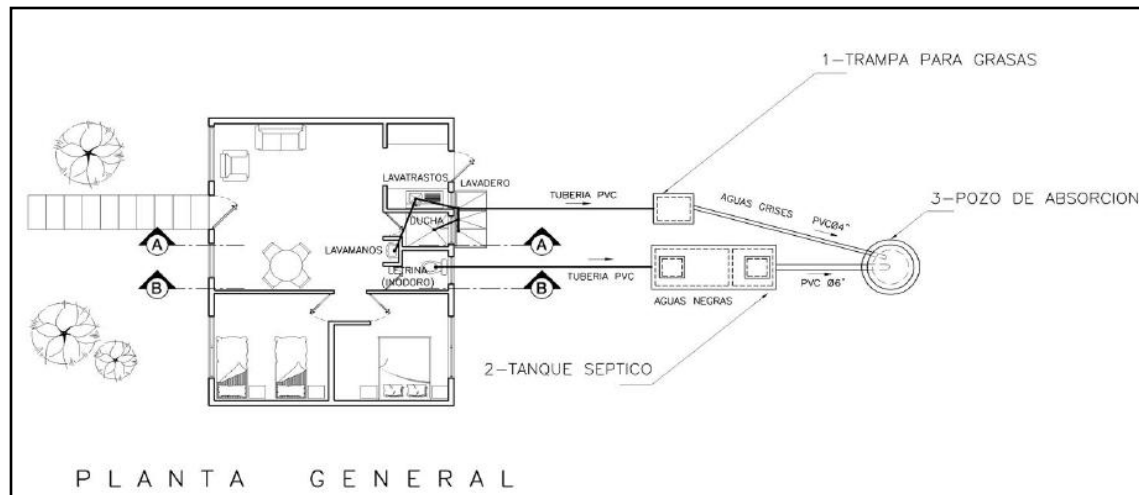 1-TRAMPA PARA GRASAS
LAVATRASTOS
LAVADERO
TUBERIA PVC
AGUAS GRISES
PVCØ4"
3-POZO DE ABSORCION
DUCHA
A
A
LAVAMANOS
LETRINA
(INODORO)
B
B
TUBERIA PVC
AGUAS NEGRAS
PVC Ø6"
2-TANQUE SEPTICO
PLANTA GENERAL